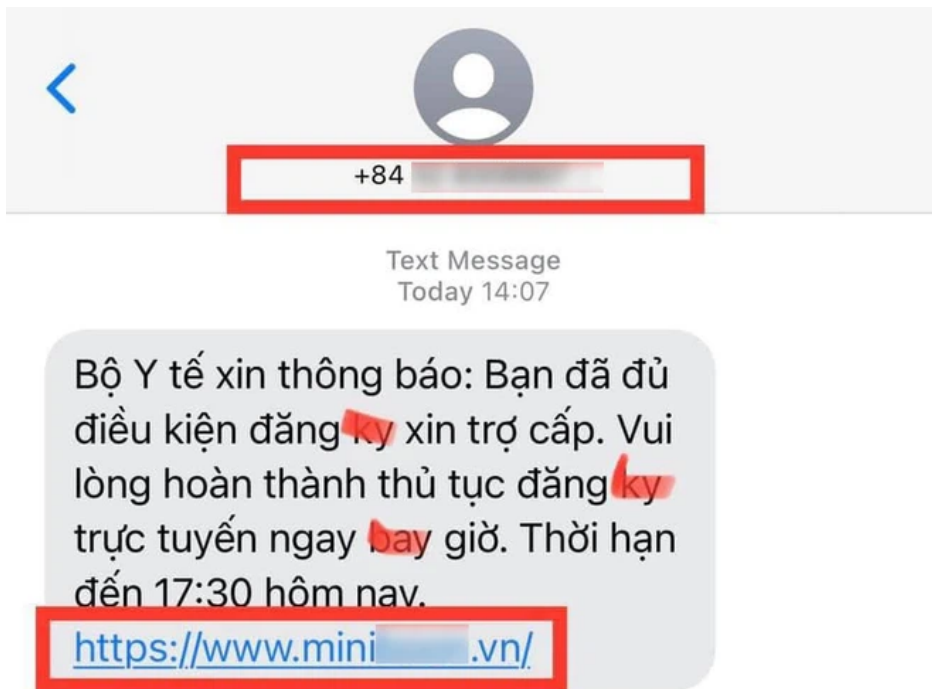 +84
Text Message
Today 14:07
Bộ Y tế xin thông báo: Bạn đã đủ
điều kiện đăng ky xin trợ cấp. Vui
lòng hoàn thành thủ tục đăng ky
trực tuyến ngay bay giờ. Thời hạn
đến 17:30 hôm nay.
https://www.mini .vn/